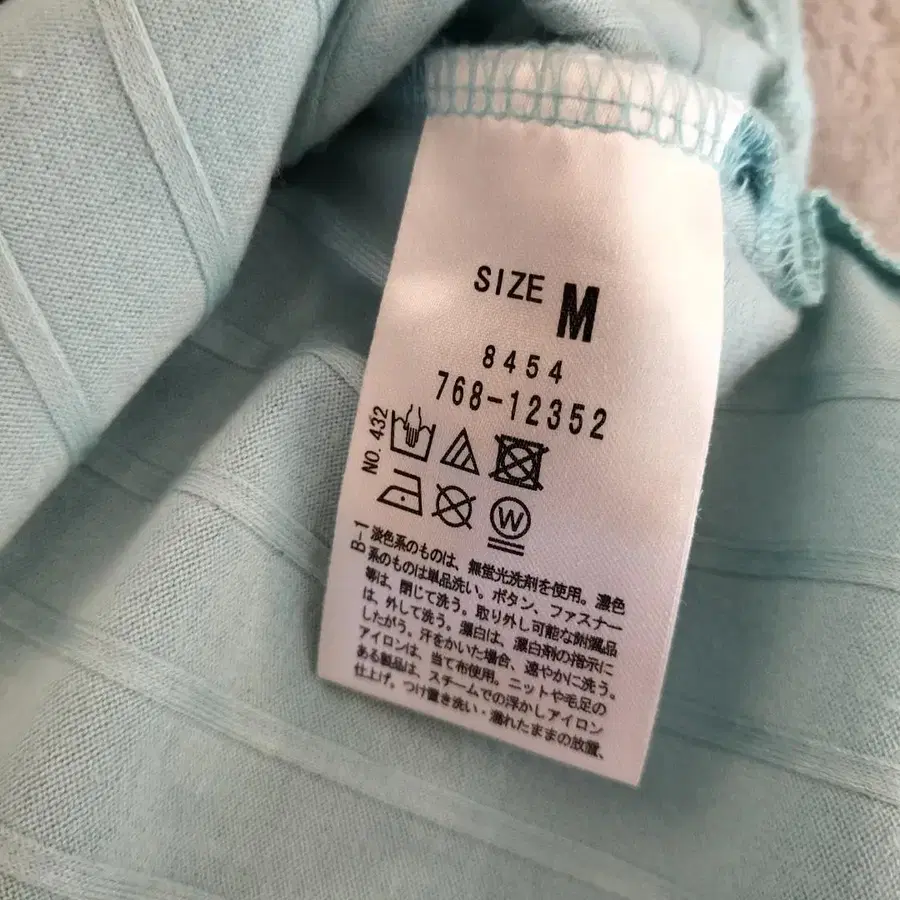 SIZE M
8454
768-12352
NO. 432
W
B-1
淡色系のものは、無蛍光洗剤を使用。濃色
系のものは単品洗い。ボタン、ファスナー
等は、閉じて洗う。取り外し可能な附属品
は、外して洗う。漂白は、漂白剤の指示に
したがう。汗をかいた場合、速やかに洗う。
アイロンは、当て布使用。ニットや毛足の
ある製品は、スチームでの浮かしアイロン
仕上げ。つけ置き洗い・濡れたままの放置、